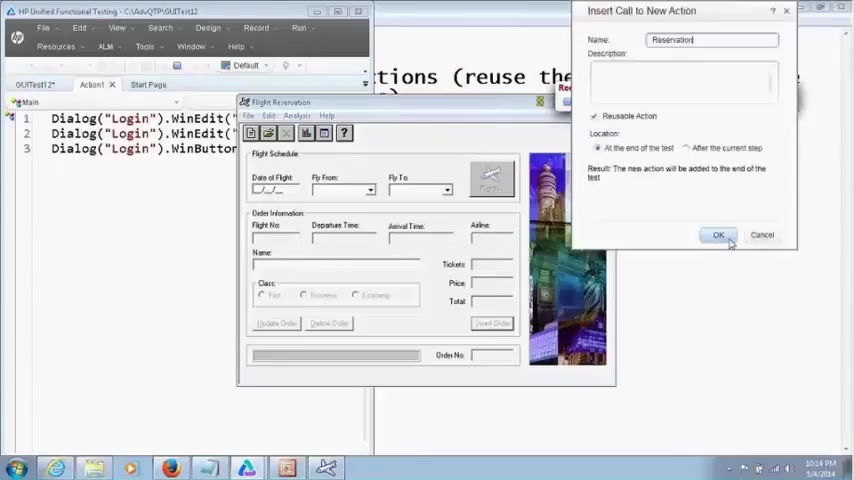 HP Unified Functional Testing: C:\AdvQTP\GUITest12
File Edit View Search Design Record Run
Resources ALM Tools Window Help
Default
GUITest12* Action1 Start Page
ctions (reuse the
Main
1 Dialog("Login").WinEdit("
2 Dialog("Login").WinEdit("
3 Dialog("Login").WinButton
Flight Reservation
File Edit Analysis Help
Flight Schedule:
Date of Flight: Fly From: Fly To:
__/__/__
Flights..
Order Information:
Flight No: Departure Time: Arrival Time: Airline:
Name:
Tickets:
Class:
Price:
First Business Economy
Total:
Update Order Delete Order Insert Order
Order No:
Insert Call to New Action
Name: Reservation
Description:
Reusable Action
Location:
At the end of the test After the current step
Result: The new action will be added to the end of the
test
OK Cancel
10:14 PM
5/4/2014